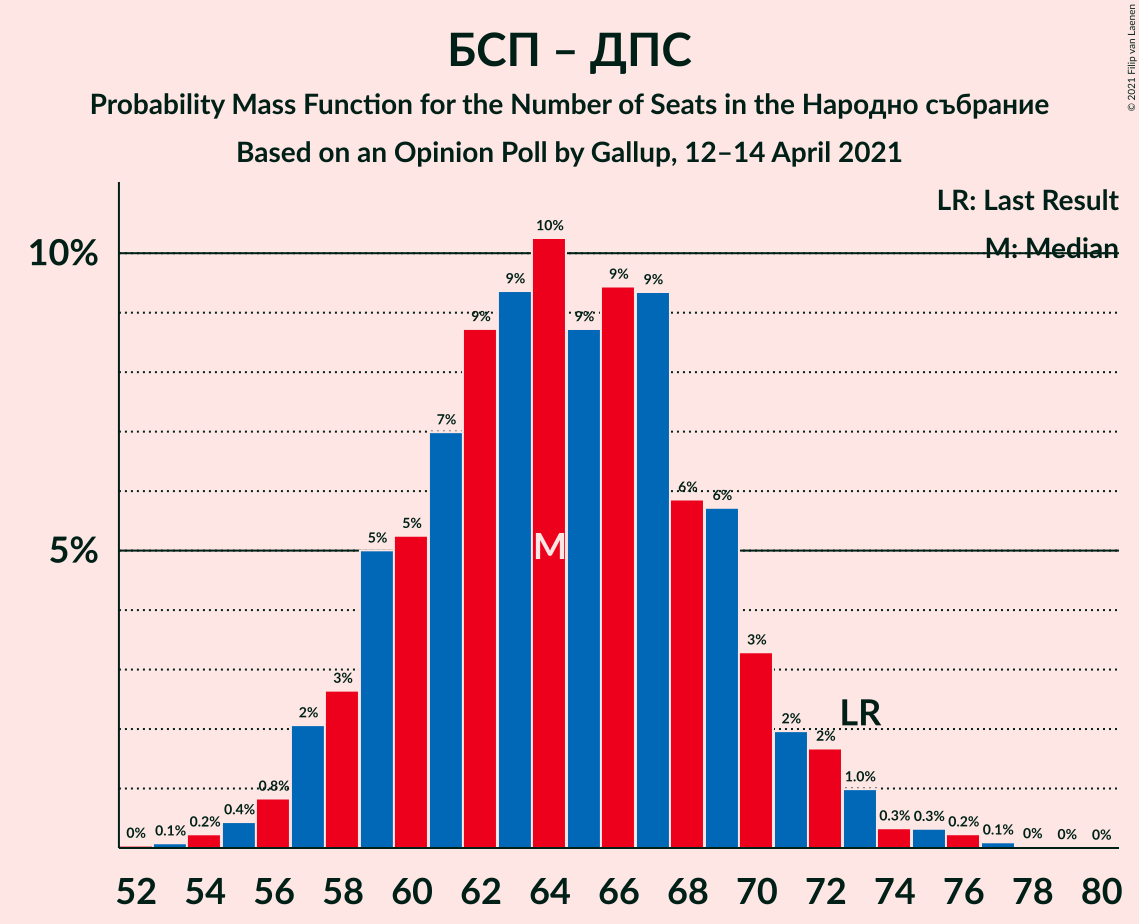 БСП – ДПС
Probability Mass Function for the Number of Seats in the Народно събрание
Based on an Opinion Poll by Gallup, 12–14 April 2021
© 2021 Filip van Laenen
LR: Last Result
M: Median
10%
5%
0% 0.1% 0.2% 0.4% 0.8% 2% 3% 5% 5% 7% 9% 9% 10% 9% 9% 9% 6% 6% 3% 2% 2% 1.0% 0.3% 0.3% 0.2% 0.1% 0% 0% 0%
M
LR
52 54 56 58 60 62 64 66 68 70 72 74 76 78 80